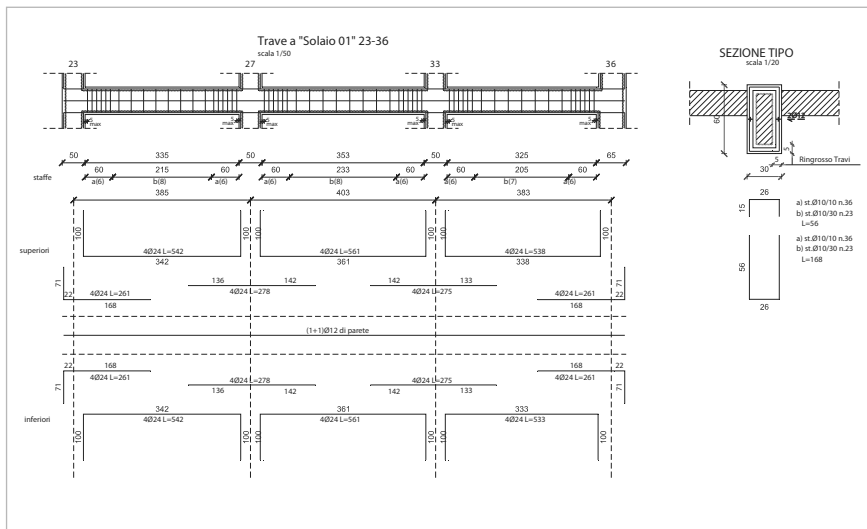 Trave a "Solaio 01" 23-36
scala 1/50
23 27 33 36
5 max 5 max 5 max 5 max 5 max 5 max
50 335 50 353 50 325 65
staffe
60 215 60 60 233 60 60 205 60
a(6) b(8) a(6) a(6) b(8) a(6) a(6) b(7) a(6)
385 403 383
superiori
100 100 100 100 100 100
4Ø24 L=542 4Ø24 L=561 4Ø24 L=538
342 361 338
71 136 142 142 133 71
22 4Ø24 L=261 4Ø24 L=278 4Ø24 L=275 4Ø24 L=261 22
168 168
(1+1)Ø12 di parete
22 168 168 22
71 4Ø24 L=261 4Ø24 L=278 4Ø24 L=275 4Ø24 L=261 71
136 142 142 133
342 361 333
inferiori
4Ø24 L=542 4Ø24 L=561 4Ø24 L=533
100 100 100 100 100 100
SEZIONE TIPO
scala 1/20
60
2Ø12
5
5 Ringrosso Travi
30
26
15
a) st.Ø10/10 n.36
b) st.Ø10/30 n.23
L=56
56
a) st.Ø10/10 n.36
b) st.Ø10/30 n.23
L=168
26